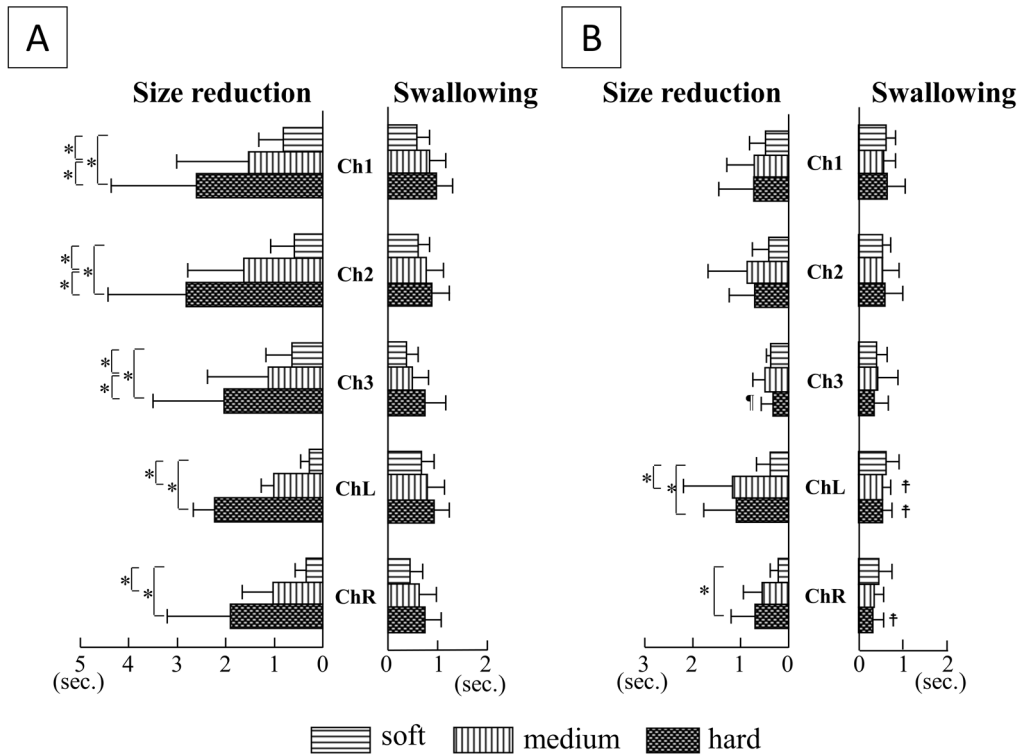 A
B
Size reduction Swallowing
Size reduction Swallowing
* * * Ch1
Ch1
* * * Ch2
Ch2
* * * Ch3
¶ Ch3
* * ChL
* * ChL ☨
☨
* * ChR
* ChR ☨
5 4 3 2 1 0 0 1 2
(sec.) (sec.)
3 2 1 0 0 1 2
(sec.) (sec.)
soft medium hard